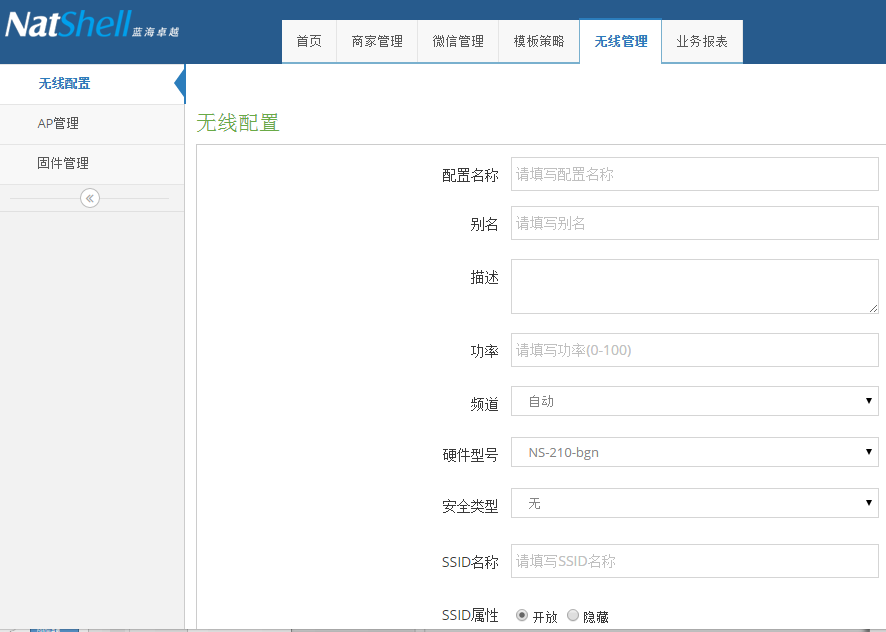 NatShell 蓝海卓越
首页 商家管理 微信管理 模板策略 无线管理 业务报表
无线配置
AP管理
固件管理
«
无线配置
配置名称 请填写配置名称
别名 请填写别名
描述
功率 请填写功率(0-100)
频道 自动
硬件型号 NS-210-bgn
安全类型 无
SSID名称 请填写SSID名称
SSID属性 开放 隐藏